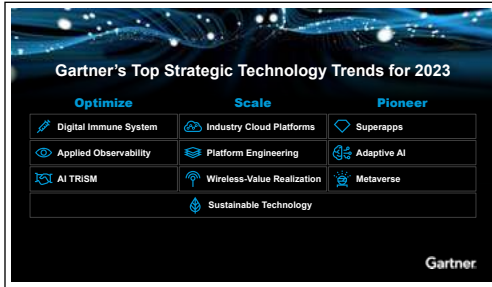 Gartner's Top Strategic Technology Trends for 2023
Optimize Scale Pioneer
Digital Immune System Industry Cloud Platforms Superapps
Applied Observability Platform Engineering Adaptive AI
AI TRiSM Wireless-Value Realization Metaverse
Sustainable Technology
Gartner